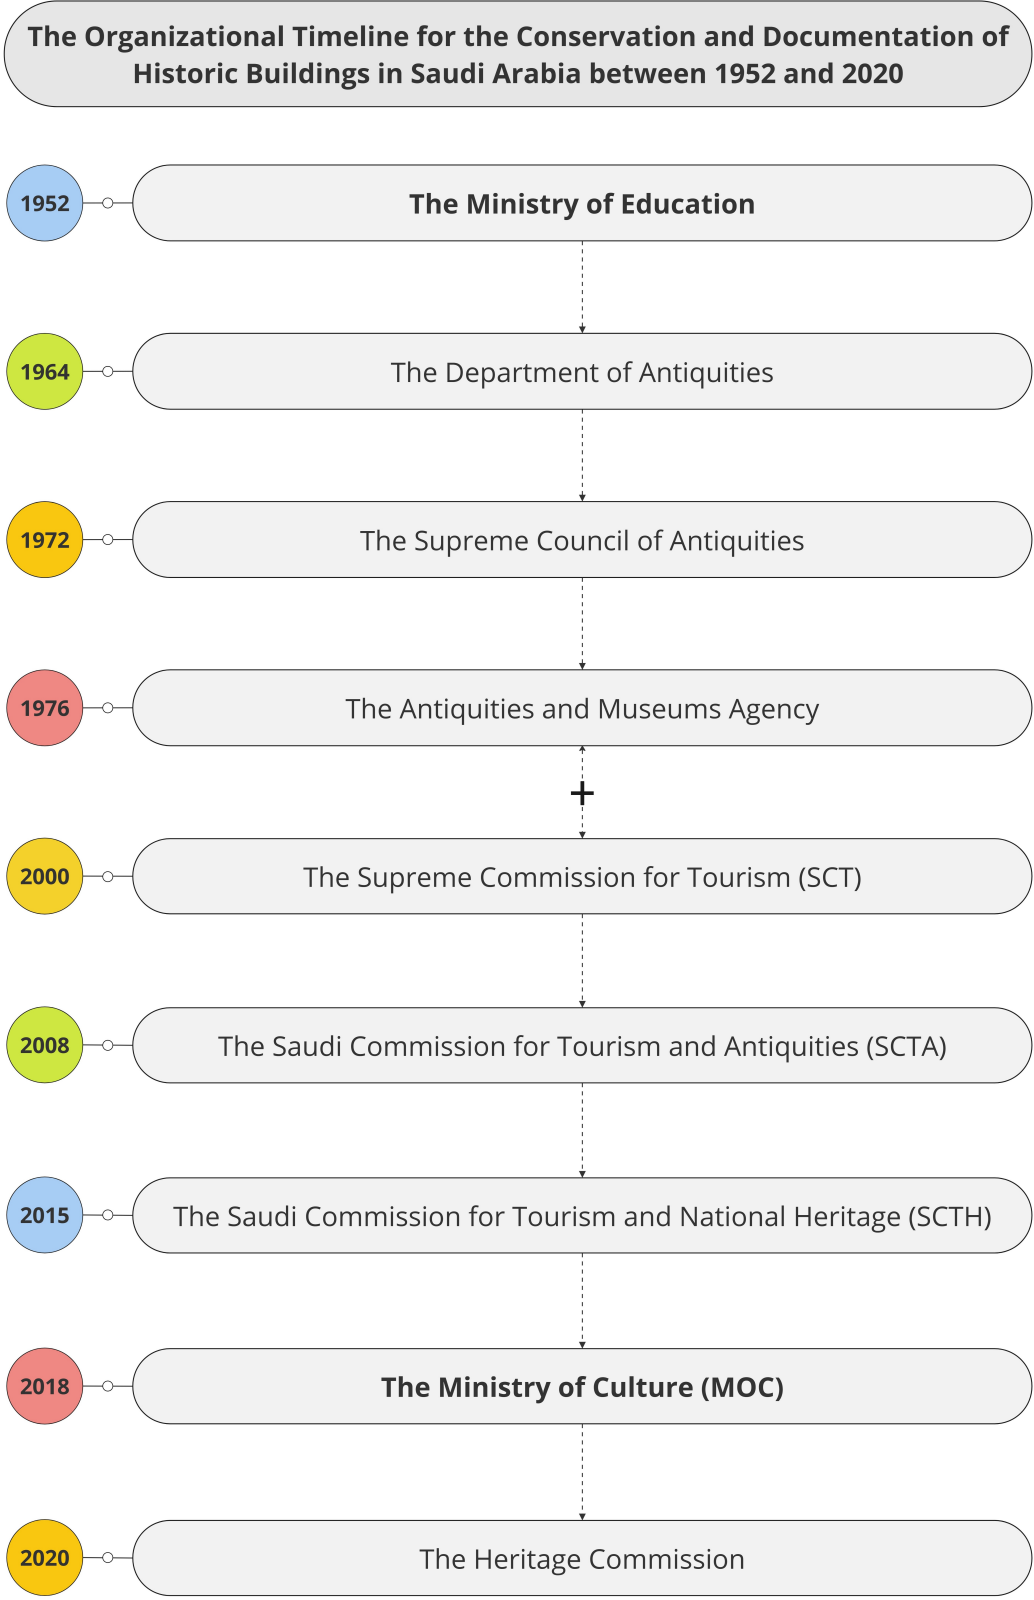 The Organizational Timeline for the Conservation and Documentation of
Historic Buildings in Saudi Arabia between 1952 and 2020
1952
The Ministry of Education
1964
The Department of Antiquities
1972
The Supreme Council of Antiquities
1976
The Antiquities and Museums Agency
+
2000
The Supreme Commission for Tourism (SCT)
2008
The Saudi Commission for Tourism and Antiquities (SCTA)
2015
The Saudi Commission for Tourism and National Heritage (SCTH)
2018
The Ministry of Culture (MOC)
2020
The Heritage Commission